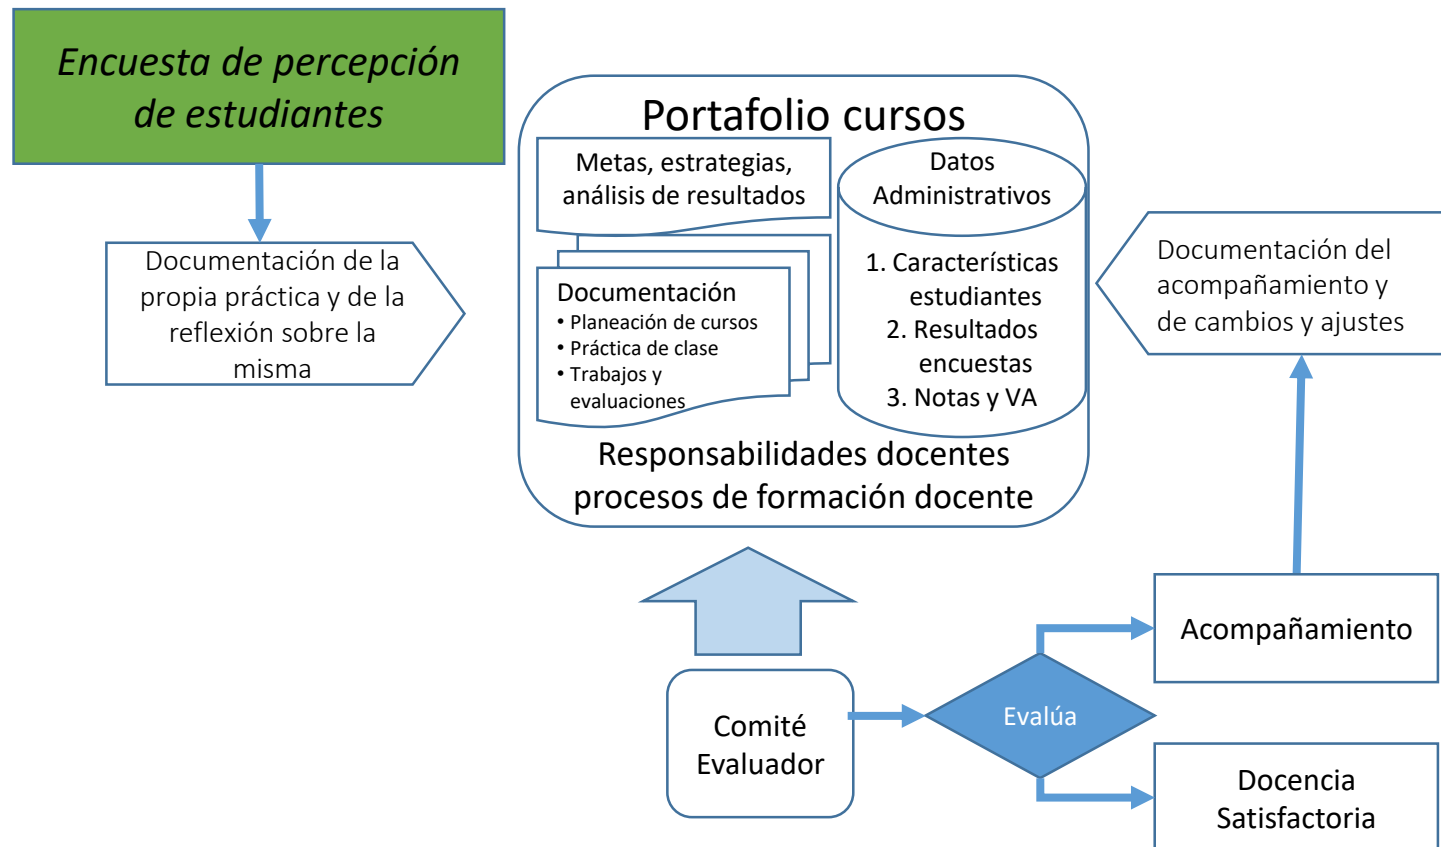 Encuesta de percepción
de estudiantes
Documentación de la
propia práctica y de la
reflexión sobre la
misma
Portafolio cursos
Metas, estrategias,
análisis de resultados
Documentación
• Planeación de cursos
• Práctica de clase
• Trabajos y
evaluaciones
Datos
Administrativos
1. Característísticas
estudiantes
2. Resultados
encuestas
3. Notas y VA
Responsabilidades docentes
procesos de formación docente
Documentación del
acompañamiento y
de cambios y ajustes
Comité
Evaluador
Evalúa
Acompañamiento
Docencia
Satisfactoria